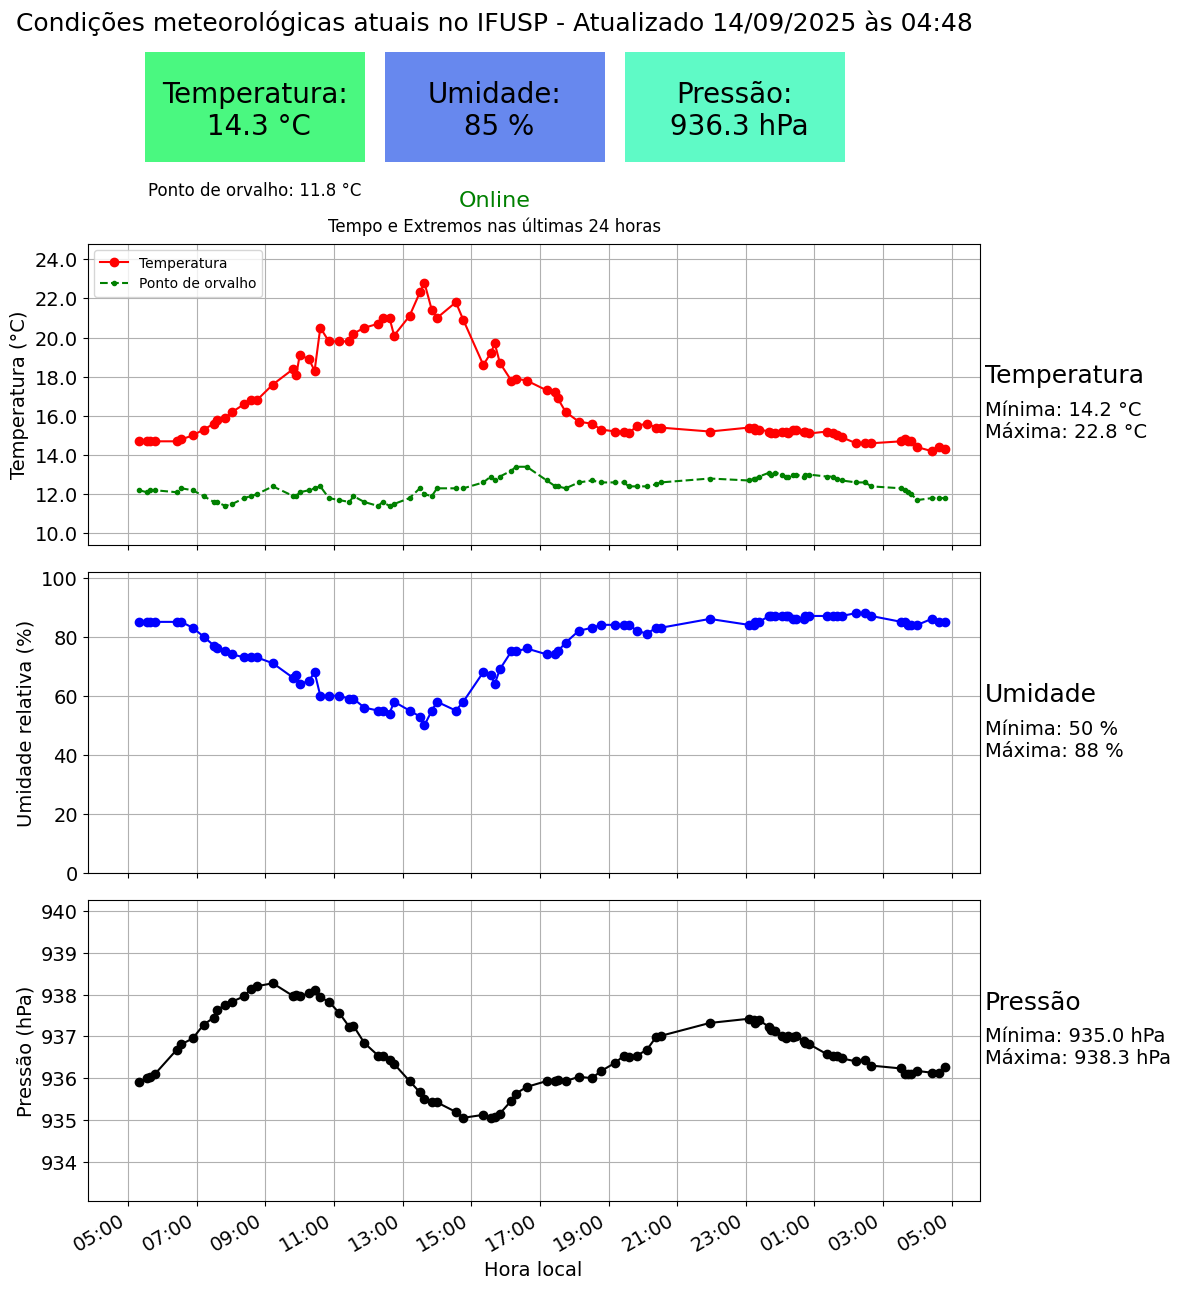 Condições meteorológicas atuais no IFUSP - Atualizado 14/09/2025 às 04:48
Temperatura:
14.3 °C
Umidade:
85 %
Pressão:
936.3 hPa
Ponto de orvalho: 11.8 °C
Online
Tempo e Extremos nas últimas 24 horas
Temperatura
Ponto de orvalho
Temperatura (°C)
24.0
22.0
20.0
18.0
16.0
14.0
12.0
10.0
Temperatura
Mínima: 14.2 °C
Máxima: 22.8 °C
Umidade relativa (%)
100
80
60
40
20
0
Umidade
Mínima: 50 %
Máxima: 88 %
Pressão (hPa)
940
939
938
937
936
935
934
Pressão
Mínima: 935.0 hPa
Máxima: 938.3 hPa
05:00
07:00
09:00
11:00
13:00
15:00
17:00
19:00
21:00
23:00
01:00
03:00
05:00
Hora local